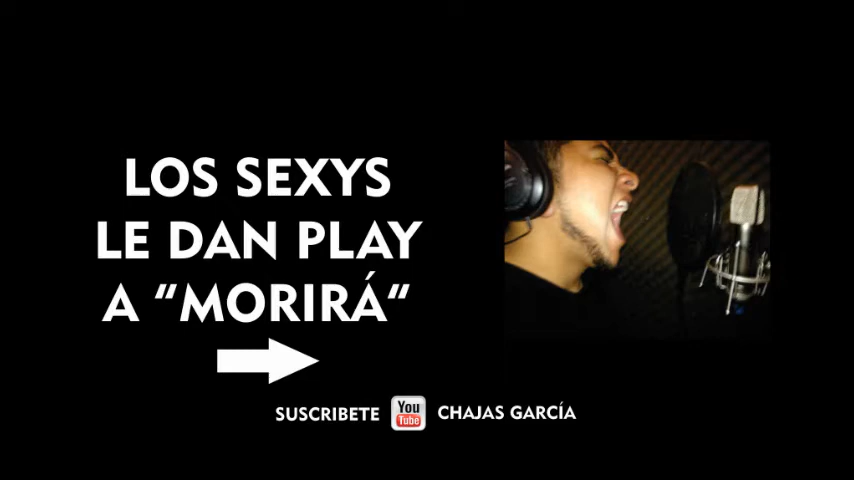 LOS SEXYS
LE DAN PLAY
A “MORIRÁ“
SUSCRIBETE You Tube CHAJAS GARCÍA